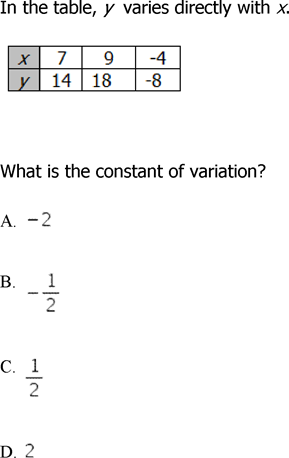 In the table, y varies directly with x.
x 7 9 -4
y 14 18 -8
What is the constant of variation?
A. -2
B. -1/2
C. 1/2
D. 2